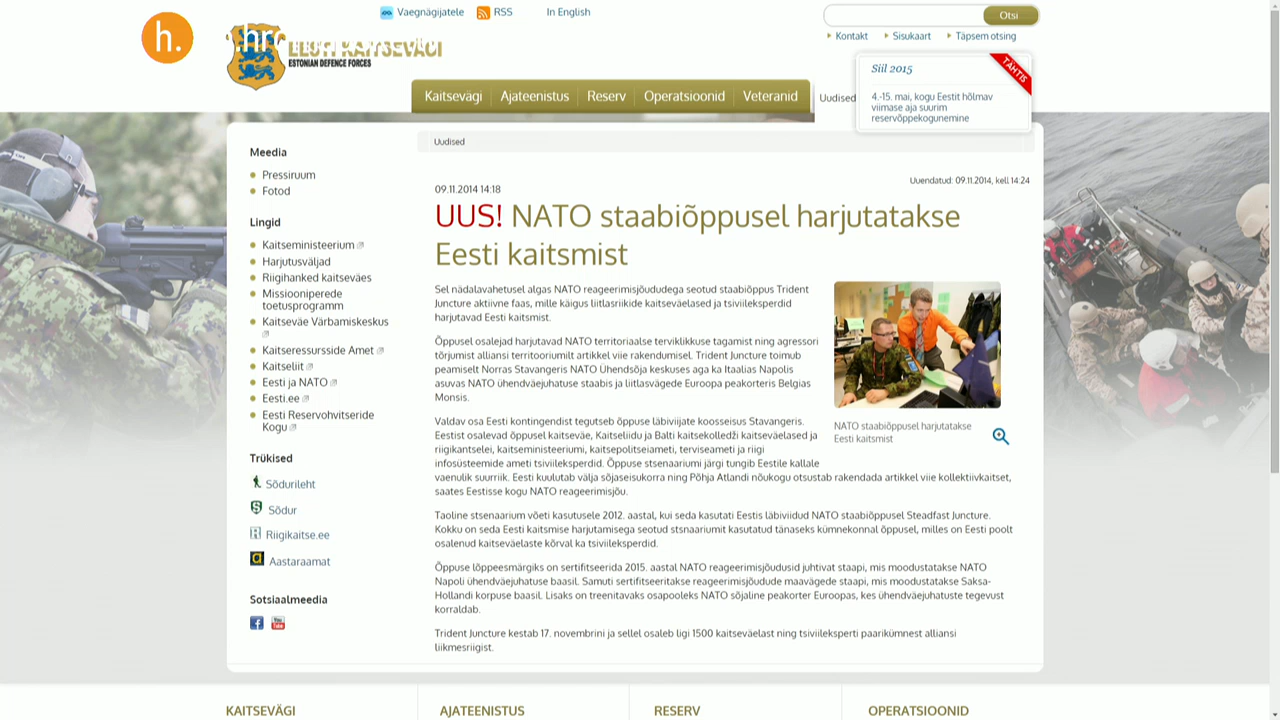 Vaegnägijatele RSS In English
Otsi
Kontakt Sisukaart Täpsem otsing
h.
EESTI KAITSEVÄGI
ESTONIAN DEFENCE FORCES
Siil 2015
TÄHTIS
4.-15. mai, kogu Eestit hõlmav
viimase aja suurim
reservõppekogunemine
Kaitsevägi Ajateenistus Reserv Operatsioonid Veteranid Uudised
Meedia
Pressiruum
Fotod
Lingid
Kaitseministeerium
Harjutusväljad
Riigihanked kaitseväes
Missiooniperede
toetusprogramm
Kaitseväe Värbamiskeskus
Kaitseressursside Amet
Kaitseliit
Eesti ja NATO
Eesti.ee
Eesti Reservohvitseride
Kogu
Trükised
Sõdurileht
Sõdur
Riigikaitse.ee
Aastaraamat
Sotsiaalmeedia
Uudised
Uuendatud: 09.11.2014, kell 14:24
09.11.2014 14:18
UUS! NATO staabiõppusel harjutatakse
Eesti kaitsmist
Sel nädalavahetusel algas NATO reageerimisjõududega seotud staabiõppus Trident
Juncture aktiivne faas, mille käigus liitlasriikide kaitseväelased ja tsiviileksperdid
harjutavad Eesti kaitsmist.
Õppusel osalejad harjutavad NATO territoriaalse terviklikkuse tagamist ning agressori
tõrjumist alliansi territooriumilt artikkel viie rakendumisel. Trident Juncture toimub
peamiselt Norras Stavangeris NATO Ühendsõja keskuses aga ka Itaalias Napolis
asuvas NATO ühendväejuhatuse staabis ja liitlasvägede Euroopa peakorteris Belgias
Monsis.
Valdav osa Eesti kontingendist tegutseb õppuse läbiviijate koosseisus Stavangeris.
Eestist osalevad õppusel kaitseväe, Kaitseliidu ja Balti kaitsekolledži kaitseväelased ja
riigikantselei, kaitseministeeriumi, kaitsepolitseiameti, terviseameti ja riigi
infosüsteemide ameti tsiviileksperdid. Õppuse stsenaariumi järgi tungib Eestile kallale
vaenulik suurriik. Eesti kuulutab välja sõjaseisukorra ning Põhja Atlandi nõukogu otsustab rakendada artikkel viie kollektiivkaitset,
saates Eestisse kogu NATO reageerimisjõu.
NATO staabiõppusel harjutatakse
Eesti kaitsmist
Taoline stsenaarium võeti kasutusele 2012. aastal, kui seda kasutati Eestis läbiviidud NATO staabiõppusel Steadfast Juncture.
Kokku on seda Eesti kaitsmise harjutamisega seotud stsnaariumit kasutatud tänaseks kümnekonnal õppusel, milles on Eesti poolt
osalenud kaitseväelaste kõrval ka tsiviileksperdid.
Õppuse lõppeesmärgiks on sertifitseerida 2015. aastal NATO reageerimisjõudusid juhtivat staapi, mis moodustatakse NATO
Napoli ühendväejuhatuse baasil. Samuti sertifitseeritakse reageerimisjõudude maavägede staapi, mis moodustatakse Saksa-
Hollandi korpuse baasil. Lisaks on treenitavaks osapooleks NATO sõjaline peakorter Euroopas, kes ühendväejuhatuste tegevust
korraldab.
Trident Juncture kestab 17. novembrini ja sellel osaleb ligi 1500 kaitseväelast ning tsiviileksperti paarikümnest alliansi
liikmesriigist.
KAITSEVÄGI AJATEENISTUS RESERV OPERATSIOONID